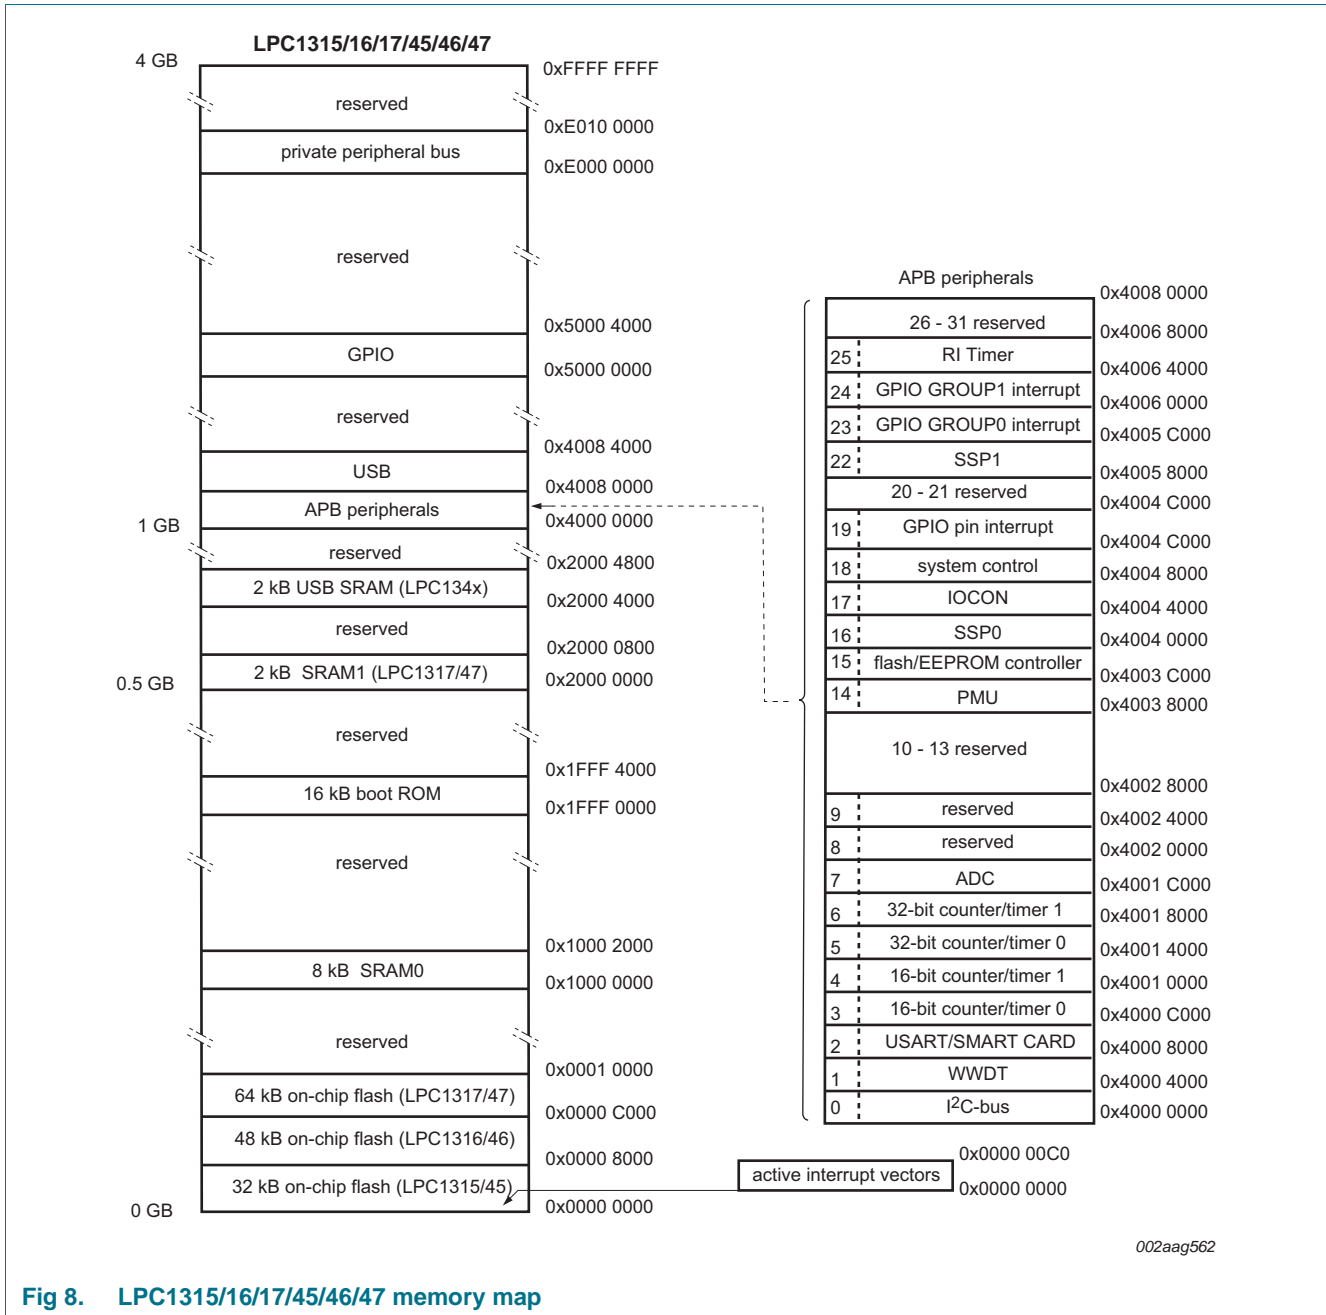 LPC1315/16/17/45/46/47
4 GB
0xFFFF FFFF
reserved
0xE010 0000
private peripheral bus
0xE000 0000
reserved
0x5000 4000
GPIO
0x5000 0000
reserved
0x4008 4000
USB
0x4008 0000
APB peripherals
1 GB
0x4000 0000
reserved
0x2000 4800
2 kB USB SRAM (LPC134x)
0x2000 4000
reserved
0x2000 0800
2 kB SRAM1 (LPC1317/47)
0.5 GB
0x2000 0000
reserved
0x1FFF 4000
16 kB boot ROM
0x1FFF 0000
reserved
0x1000 2000
8 kB SRAM0
0x1000 0000
reserved
0x0001 0000
64 kB on-chip flash (LPC1317/47)
0x0000 C000
48 kB on-chip flash (LPC1316/46)
0x0000 8000
32 kB on-chip flash (LPC1315/45)
0 GB
0x0000 0000
APB peripherals
0x4008 0000
26 - 31 reserved
0x4006 8000
25 RI Timer
0x4006 4000
24 GPIO GROUP1 interrupt
0x4006 0000
23 GPIO GROUP0 interrupt
0x4005 C000
22 SSP1
0x4005 8000
20 - 21 reserved
0x4004 C000
19 GPIO pin interrupt
0x4004 C000
18 system control
0x4004 8000
17 IOCON
0x4004 4000
16 SSP0
0x4004 0000
15 flash/EEPROM controller
0x4003 C000
14 PMU
0x4003 8000
10 - 13 reserved
0x4002 8000
9 reserved
0x4002 4000
8 reserved
0x4002 0000
7 ADC
0x4001 C000
6 32-bit counter/timer 1
0x4001 8000
5 32-bit counter/timer 0
0x4001 4000
4 16-bit counter/timer 1
0x4001 0000
3 16-bit counter/timer 0
0x4000 C000
2 USART/SMART CARD
0x4000 8000
1 WWDT
0x4000 4000
0 I2C-bus
0x4000 0000
0x0000 00C0
active interrupt vectors
0x0000 0000
002aag562
Fig 8. LPC1315/16/17/45/46/47 memory map